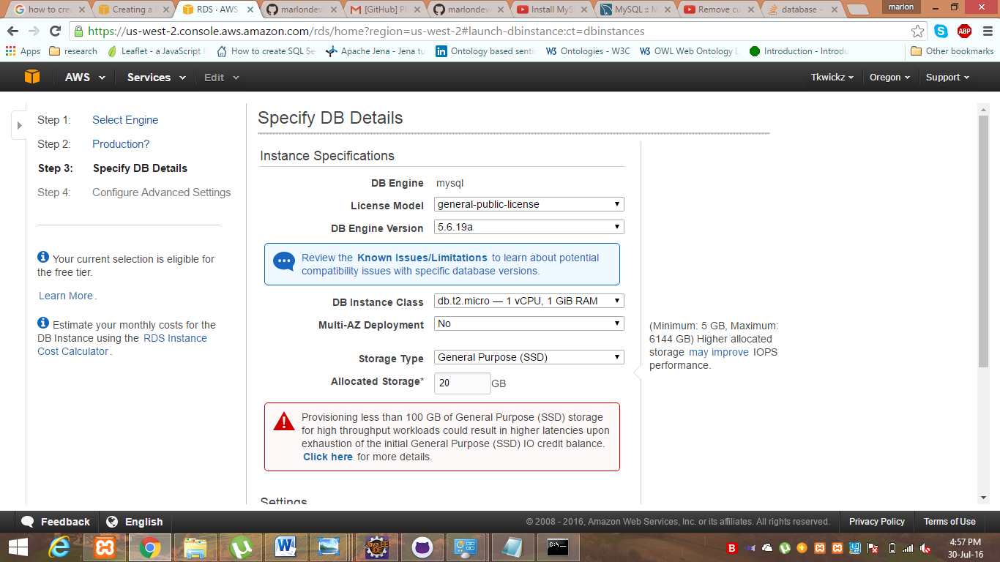 how to crea
Creating a
RDS · AWS
marlondev
[GitHub] Pl
marlondev
Install MyS
MySQL :: M
Remove cu
database -
marlon
https://us-west-2.console.aws.amazon.com/rds/home?region=us-west-2#launch-dbinstance:ct=dbinstances
ABP
Apps
research
Leaflet - a JavaScript
How to create SQL Se
Apache Jena - Jena tu
Ontology based senti
W3 Ontologies - W3C
W3 OWL Web Ontology
Introduction - Introdu
Other bookmarks
AWS
Services
Edit
Tkwickz
Oregon
Support
Step 1: Select Engine
Step 2: Production?
Step 3: Specify DB Details
Step 4: Configure Advanced Settings
Your current selection is eligible for
the free tier.
Learn More.
Estimate your monthly costs for the
DB Instance using the RDS Instance
Cost Calculator.
Specify DB Details
Instance Specifications
DB Engine mysql
License Model general-public-license
DB Engine Version 5.6.19a
Review the Known Issues/Limitations to learn about potential
compatibility issues with specific database versions.
DB Instance Class db.t2.micro — 1 vCPU, 1 GiB RAM
Multi-AZ Deployment No
Storage Type General Purpose (SSD)
Allocated Storage* 20 GB
Provisioning less than 100 GB of General Purpose (SSD) storage
for high throughput workloads could result in higher latencies upon
exhaustion of the initial General Purpose (SSD) IO credit balance.
Click here for more details.
Settings
(Minimum: 5 GB, Maximum:
6144 GB) Higher allocated
storage may improve IOPS
performance.
Feedback
English
© 2008 - 2016, Amazon Web Services, Inc. or its affiliates. All rights reserved.
Privacy Policy
Terms of Use
Java EE
IDE
C:\_
B
4:57 PM
30-Jul-16